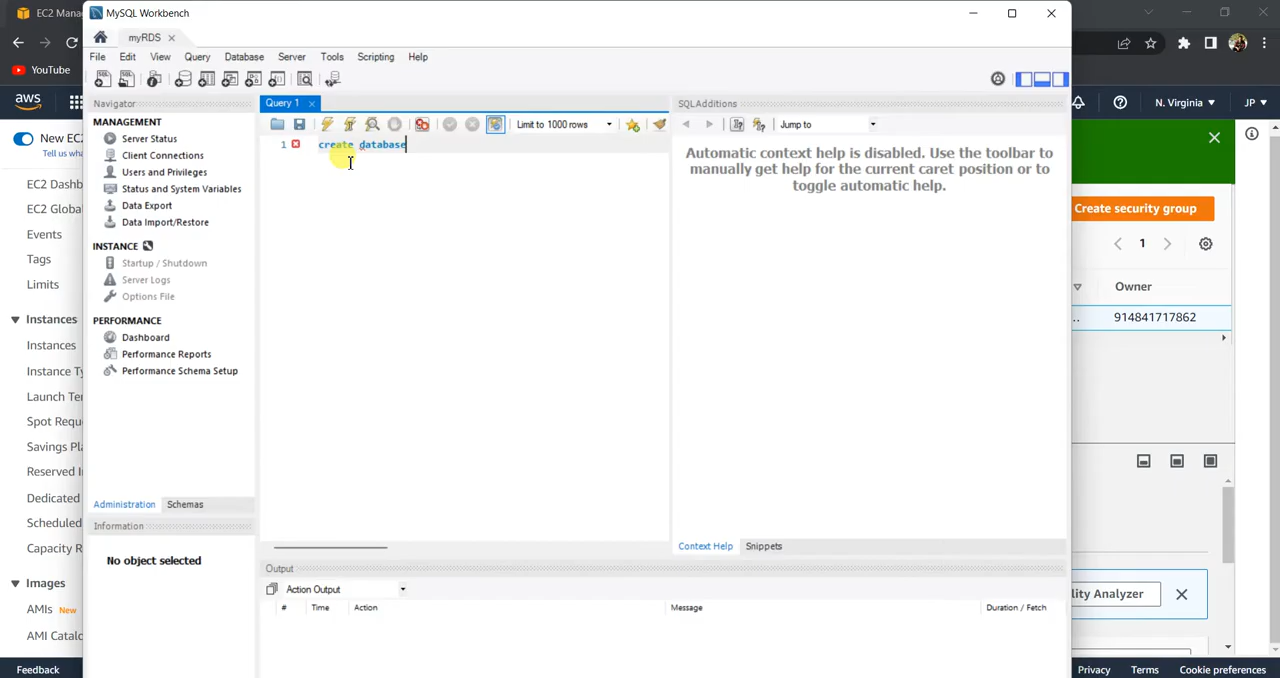 EC2 Mana
MySQL Workbench
myRDS
File Edit View Query Database Server Tools Scripting Help
YouTube
Navigator
Query 1
SQLAdditions
aws
N. Virginia
JP
MANAGEMENT
Limit to 1000 rows
Jump to
Server Status
1 create database
New EC
Tell us wha
Client Connections
Automatic context help is disabled. Use the toolbar to
manually get help for the current caret position or to
toggle automatic help.
Users and Privileges
EC2 Dashb
Status and System Variables
EC2 Global
Data Export
Create security group
Data Import/Restore
Events
INSTANCE
1
Tags
Startup / Shutdown
Limits
Server Logs
Owner
Options File
Instances
PERFORMANCE
..
914841717862
Dashboard
Instances
Performance Reports
Instance Ty
Performance Schema Setup
Launch Tem
Spot Reque
Savings Pla
Reserved In
Dedicated
Administration Schemas
Scheduled
Information
Capacity R
No object selected
Context Help Snippets
Output
Images
Action Output
lity Analyzer
AMIs New
# Time Action Message Duration / Fetch
AMI Catalo
Feedback
Privacy Terms Cookie preferences